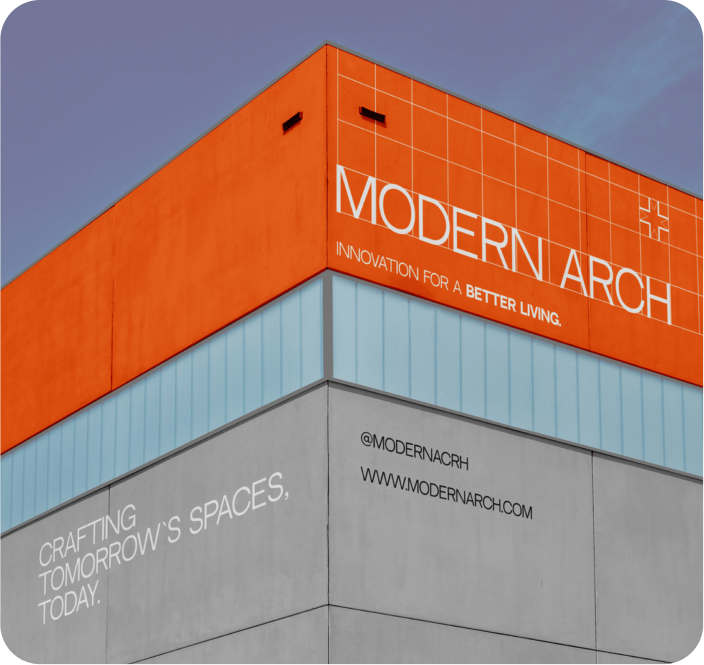 MODERN ARCH
INNOVATION FOR A BETTER LIVING.
@MODERNACRH
WWW.MODERNARCH.COM
CRAFTING
TOMORROW`S SPACES,
TODAY.